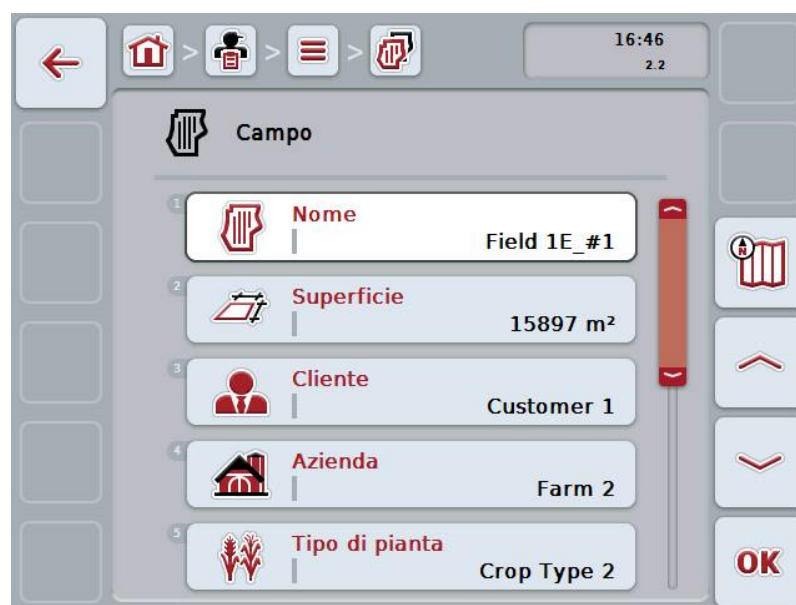 > > >
16:46
2.2
Campo
1
Nome
Field 1E_#1
2
Superficie
15897 m²
3
Cliente
Customer 1
4
Azienda
Farm 2
5
Tipo di pianta
Crop Type 2
N
OK